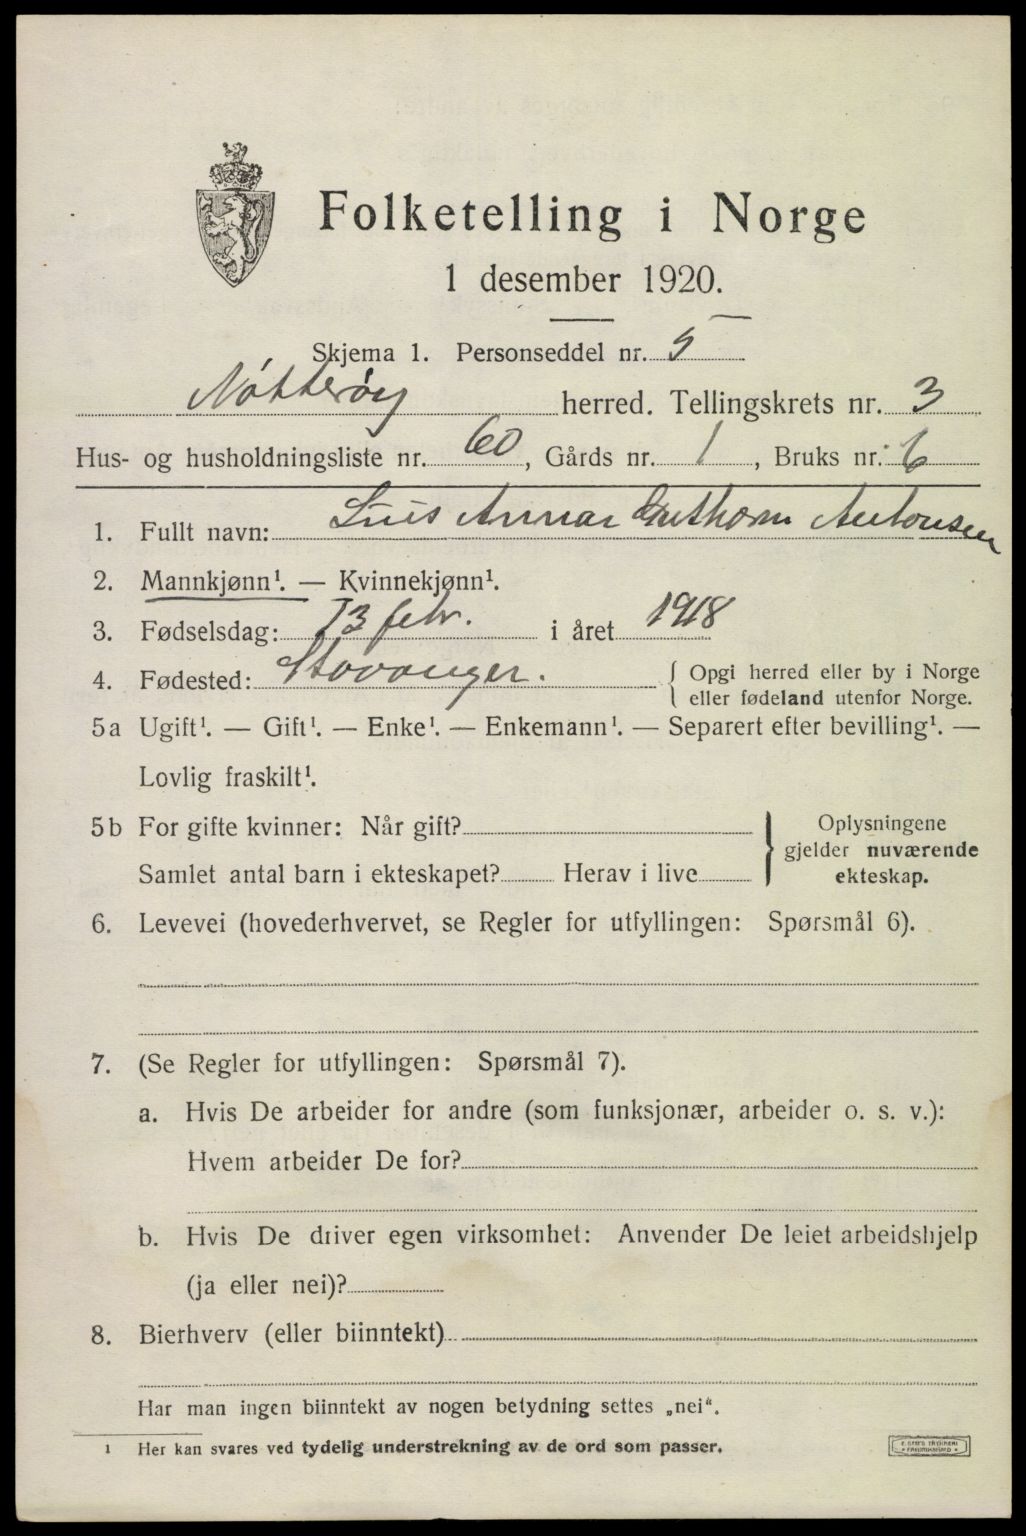 Folketelling i Norge
1 desember 1920.
Skjema 1. Personseddel nr. 5
Nøtterøy herred. Tellingskrets nr. 3
Hus- og husholdningsliste nr. 60, Gårds nr. 1, Bruks nr. 6
1. Fullt navn: Annar Guthorm Antonsen
2. Mannkjønn¹. — Kvinnekjønn¹.
3. Fødselsdag: 13 febr. i året 1918
4. Fødested: Stavanger. Opgi herred eller by i Norge
eller fødeland utenfor Norge.
5a Ugift¹. — Gift¹. — Enke¹. — Enkemann¹. — Separert efter bevilling¹. —
Lovlig fraskilt¹.
5b For gifte kvinner: Når gift?
Samlet antal barn i ekteskapet? Herav i live
Oplysningene
gjelder nuværende
ekteskap.
6. Levevei (hovederhvervet, se Regler for utfyllingen: Spørsmål 6).
7. (Se Regler for utfyllingen: Spørsmål 7).
a. Hvis De arbeider for andre (som funksjonær, arbeider o. s. v.):
Hvem arbeider De for?
b. Hvis De driver egen virksomhet: Anvender De leiet arbeidshjelp
(ja eller nei)?
8. Bierhverv (eller biinntekt)
Har man ingen biinntekt av nogen betydning settes „nei“.
¹ Her kan svares ved tydelig understrekning av de ord som passer.